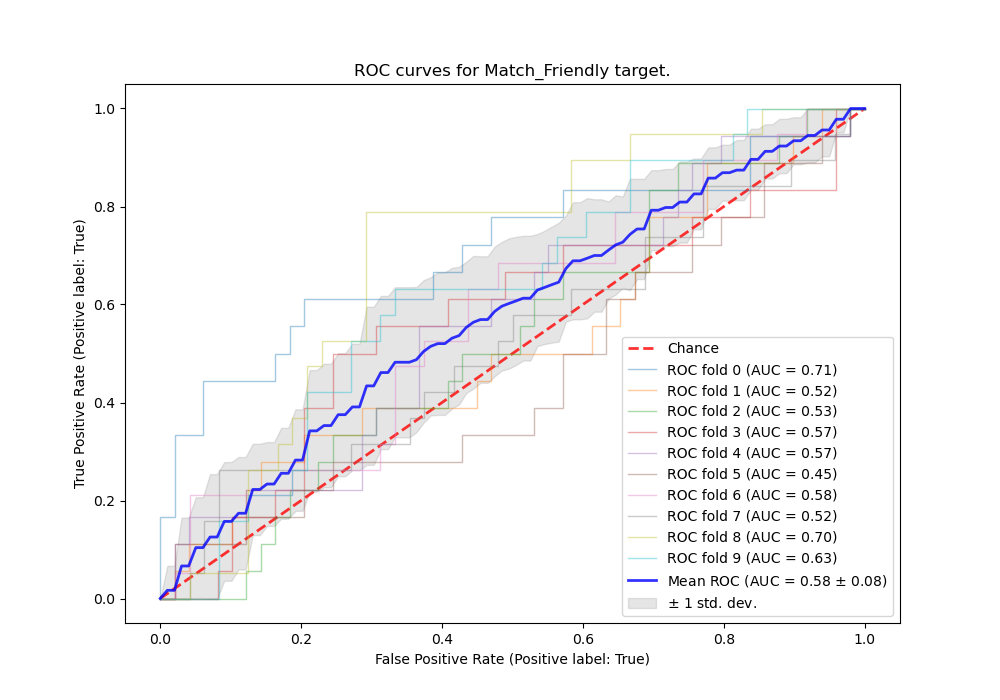 ROC curves for Match_Friendly target.
True Positive Rate (Positive label: True)
1.0
0.8
0.6
0.4
0.2
0.0
Chance
ROC fold 0 (AUC = 0.71)
ROC fold 1 (AUC = 0.52)
ROC fold 2 (AUC = 0.53)
ROC fold 3 (AUC = 0.57)
ROC fold 4 (AUC = 0.57)
ROC fold 5 (AUC = 0.45)
ROC fold 6 (AUC = 0.58)
ROC fold 7 (AUC = 0.52)
ROC fold 8 (AUC = 0.70)
ROC fold 9 (AUC = 0.63)
Mean ROC (AUC = 0.58 ± 0.08)
± 1 std. dev.
0.0 0.2 0.4 0.6 0.8 1.0
False Positive Rate (Positive label: True)